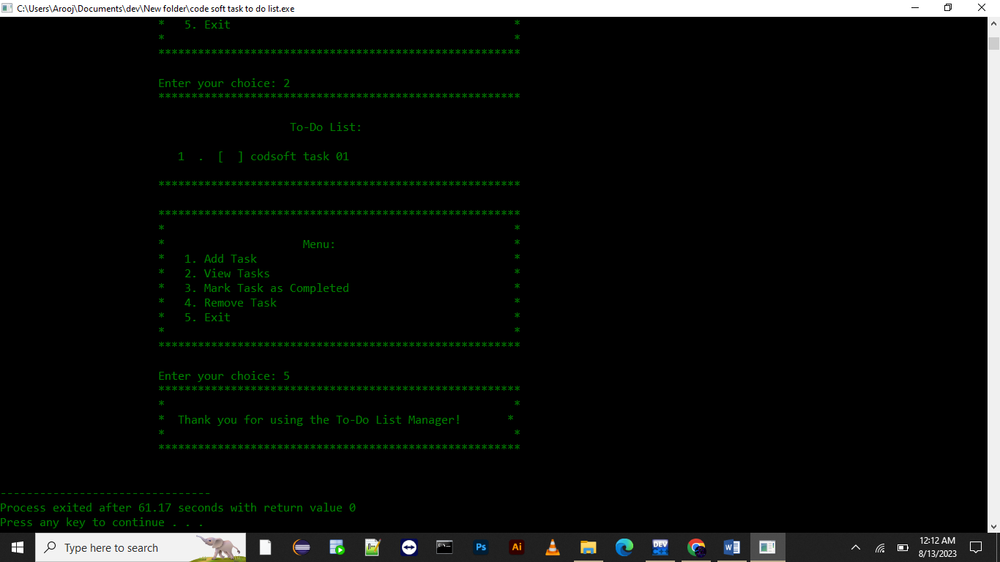 C:\Users\Arooj\Documents\dev\New folder\code soft task to do list.exe
*   5. Exit                                           *
*                                                     *
*******************************************************
Enter your choice: 2
*******************************************************
To-Do List:
1  .  [  ] codsoft task 01
*******************************************************
*******************************************************
*                                                     *
*                     Menu:                           *
*   1. Add Task                                       *
*   2. View Tasks                                     *
*   3. Mark Task as Completed                         *
*   4. Remove Task                                    *
*   5. Exit                                           *
*                                                     *
*******************************************************
Enter your choice: 5
*******************************************************
*                                                     *
*  Thank you for using the To-Do List Manager!       *
*                                                     *
*******************************************************
--------------------------------
Process exited after 61.17 seconds with return value 0
Press any key to continue . . .
Type here to search
Ps
Ai
DEV
C++
W
12:12 AM
8/13/2023